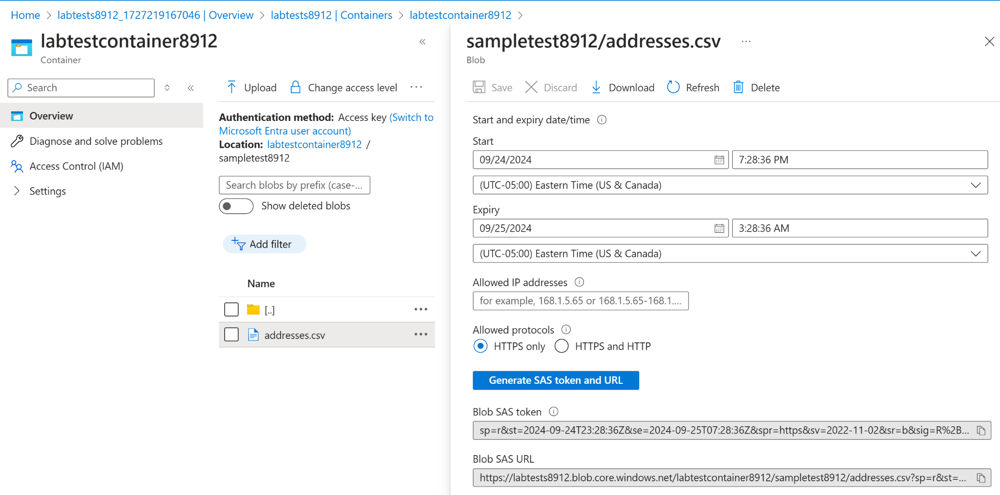 Home > labtests8912_1727219167046 | Overview > labtests8912 | Containers > labtestcontainer8912 >
labtestcontainer8912
Container
Search
Overview
Diagnose and solve problems
Access Control (IAM)
Settings
Upload
Change access level
Authentication method: Access key (Switch to
Microsoft Entra user account)
Location: labtestcontainer8912 /
sampletest8912
Search blobs by prefix (case-...
Show deleted blobs
Add filter
Name
[..]
addresses.csv
sampletest8912/addresses.csv
Blob
Save
Discard
Download
Refresh
Delete
Start and expiry date/time
Start
09/24/2024
7:28:36 PM
(UTC-05:00) Eastern Time (US & Canada)
Expiry
09/25/2024
3:28:36 AM
(UTC-05:00) Eastern Time (US & Canada)
Allowed IP addresses
for example, 168.1.5.65 or 168.1.5.65-168.1....
Allowed protocols
HTTPS only
HTTPS and HTTP
Generate SAS token and URL
Blob SAS token
sp=r&st=2024-09-24T23:28:36Z&se=2024-09-25T07:28:36Z&spr=https&sv=2022-11-02&sr=b&sig=R%2B...
Blob SAS URL
https://labtests8912.blob.core.windows.net/labtestcontainer8912/sampletest8912/addresses.csv?sp=r&st=...